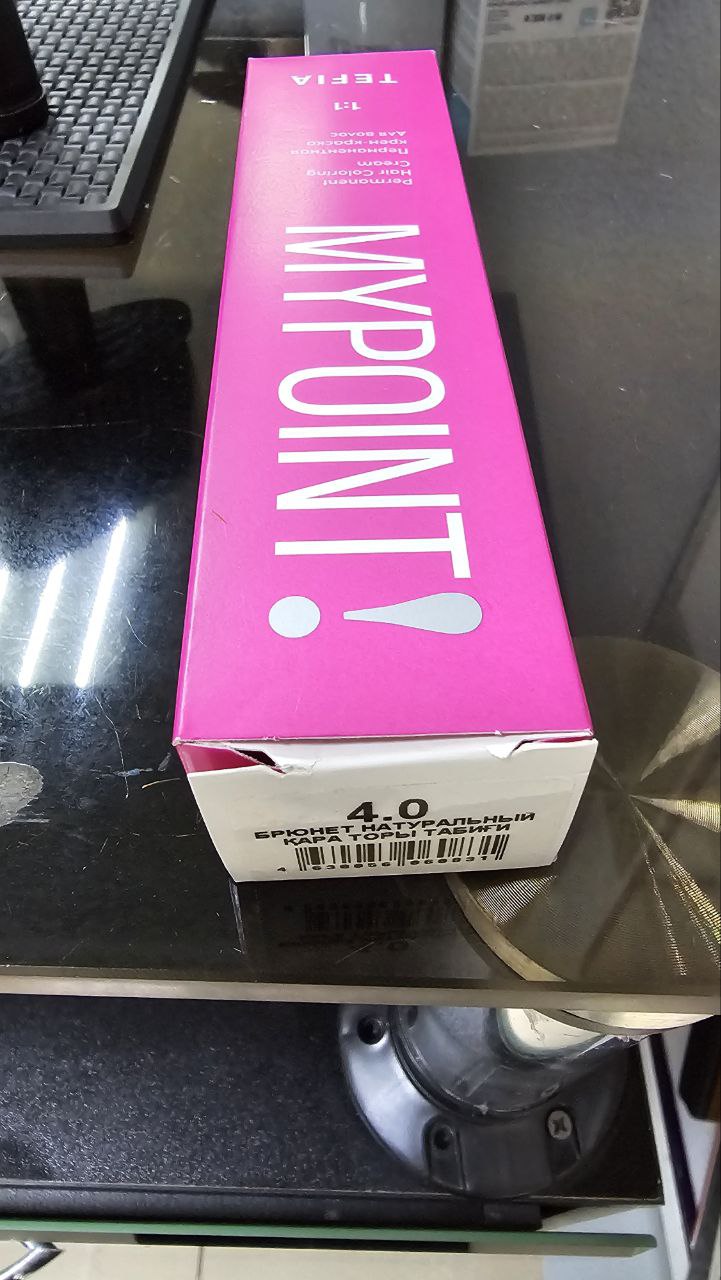 TEFIA
1:1
Перманентная
крем-краска
для волос
Permanent
Hair Coloring
Cream
MYPOINT!
4.0
БРЮНЕТ НАТУРАЛЬНЫЙ
ҚАРА ТОРЫ ТАБИҒИ